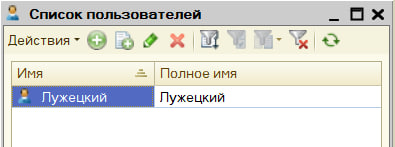 Список пользователей
Действия
Имя Полное имя
Лужецкий Лужецкий